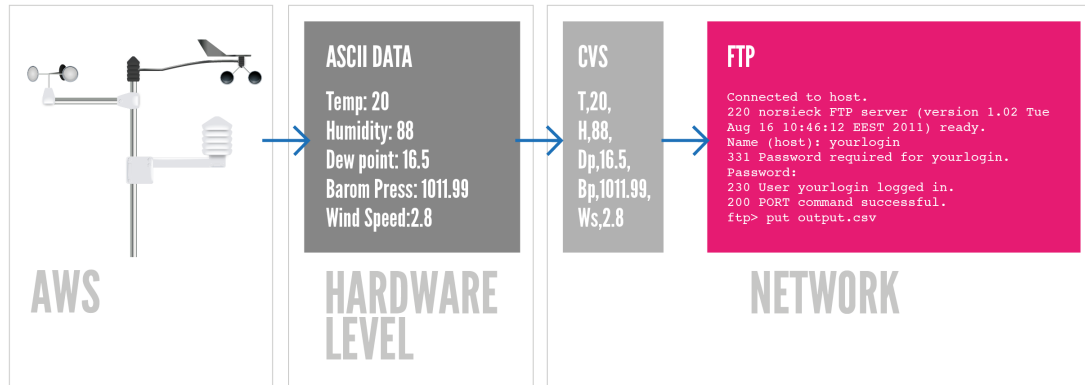 AWS
ASCII DATA
Temp: 20
Humidity: 88
Dew point: 16.5
Barom Press: 1011.99
Wind Speed:2.8
HARDWARE
LEVEL
CVS
T,20,
H,88,
Dp,16.5,
Bp,1011.99,
Ws,2.8
FTP
Connected to host.
220 norsieck FTP server (version 1.02 Tue
Aug 16 10:46:12 EEST 2011) ready.
Name (host): yourlogin
331 Password required for yourlogin.
Password:
230 User yourlogin logged in.
200 PORT command successful.
ftp> put output.csv
NETWORK